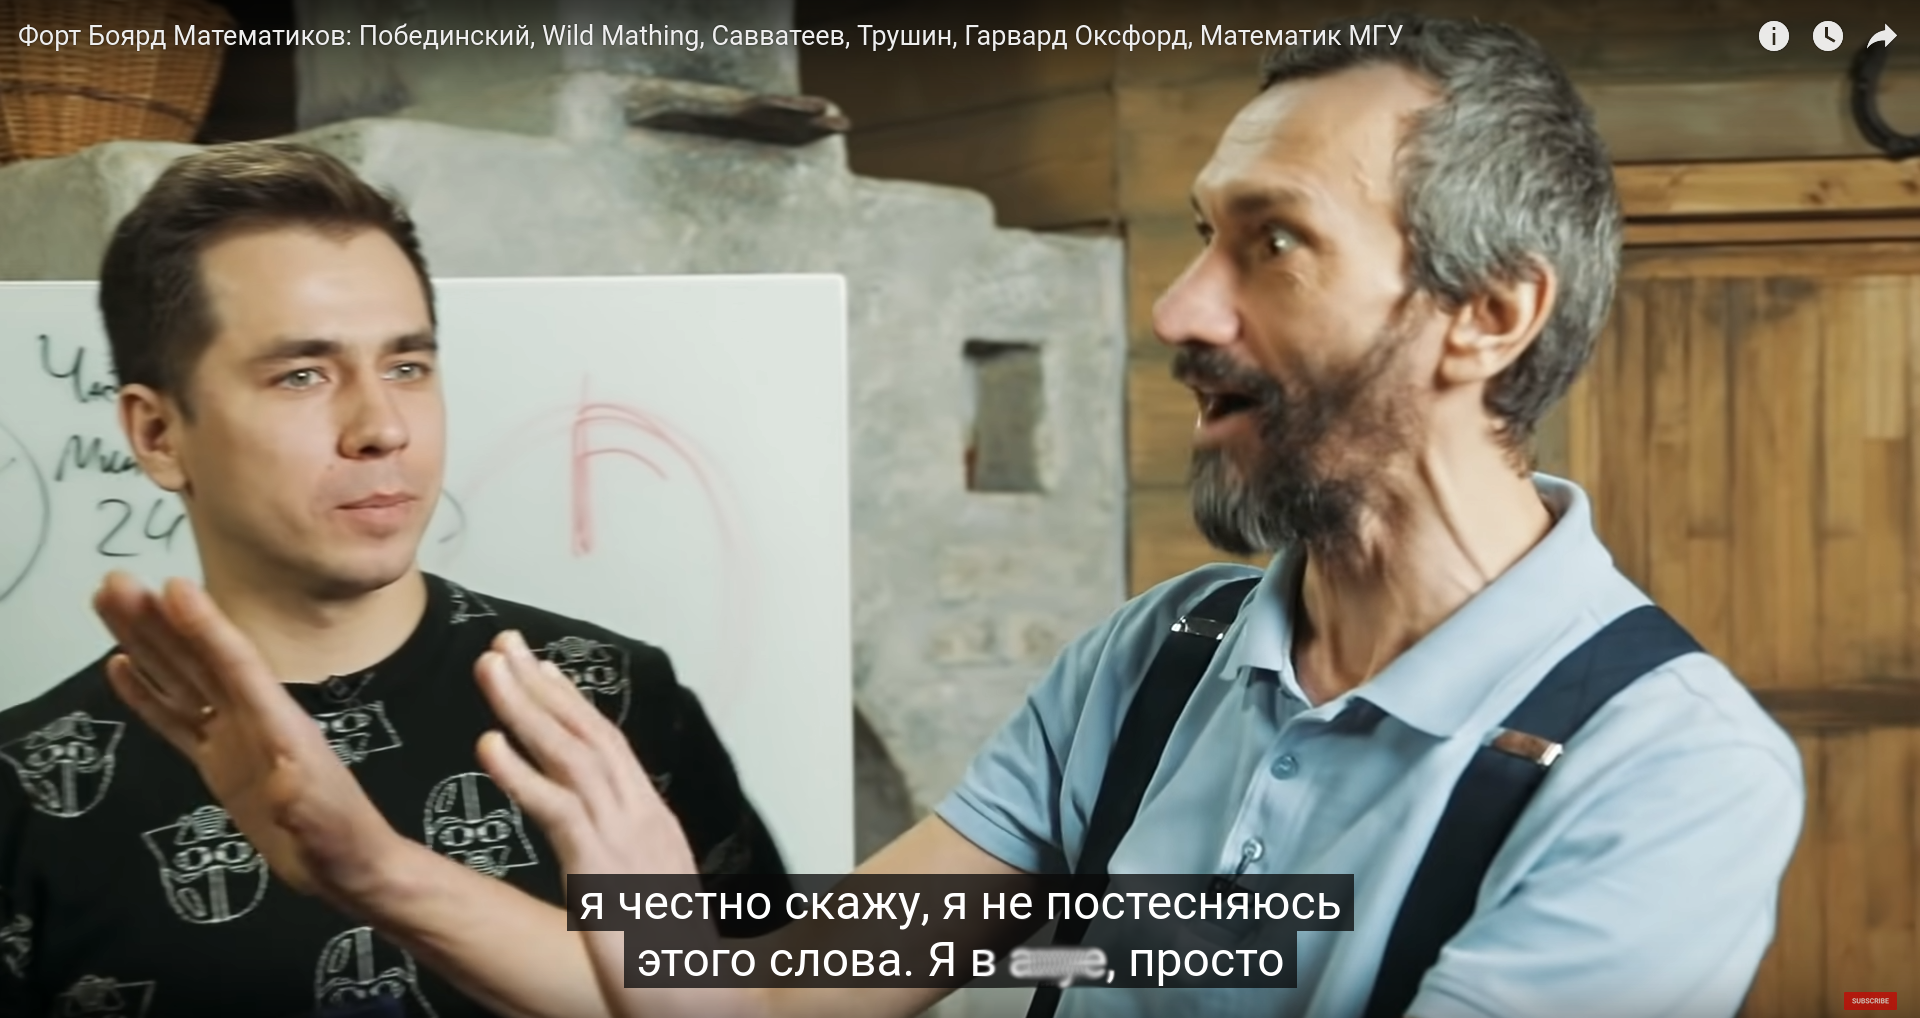 Форт Боярд Математиков: Побединский, Wild Mathing, Савватеев, Трушин, Гарвард Оксфорд, Математик МГУ
24
я честно скажу, я не постесняюсь
этого слова. Я в , просто
SUBSCRIBE